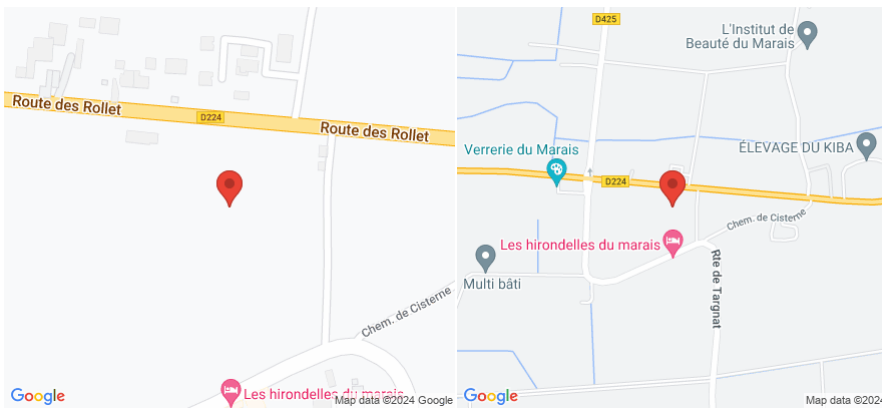 Route des Rollet
D224
Route des Rollet
Chem. de Cisterne
Les hirondelles du marais
Google
Map data ©2024 Google
D425
L'Institut de
Beauté du Marais
Verrerie du Marais
ÉLEVAGE DU KIBA
D224
Chem. de Cisterne
Les hirondelles du marais
Multi bâti
Rte de Targnat
Google
Map data ©2024